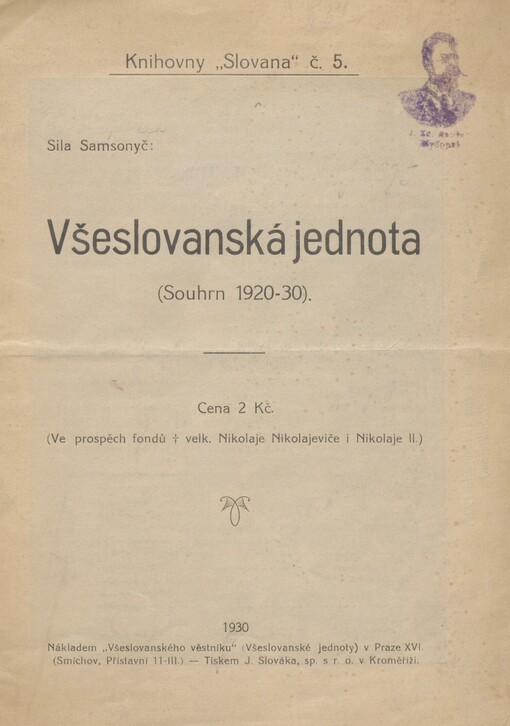 Knihovny „Slovana“ č. 5.
Sila Samsonyč:
Všeslovanská jednota
(Souhrn 1920-30).
Cena 2 Kč.
(Ve prospěch fondů † velk. Nikolaje Nikolajeviče i Nikolaje II.)
1930
Nákladem „Všeslovanského věstníku“ (Všeslovanské jednoty) v Praze XVI.
(Smíchov, Přístavní 11-III.) — Tiskem J. Slováka, sp. s r. o. v Kroměříži.